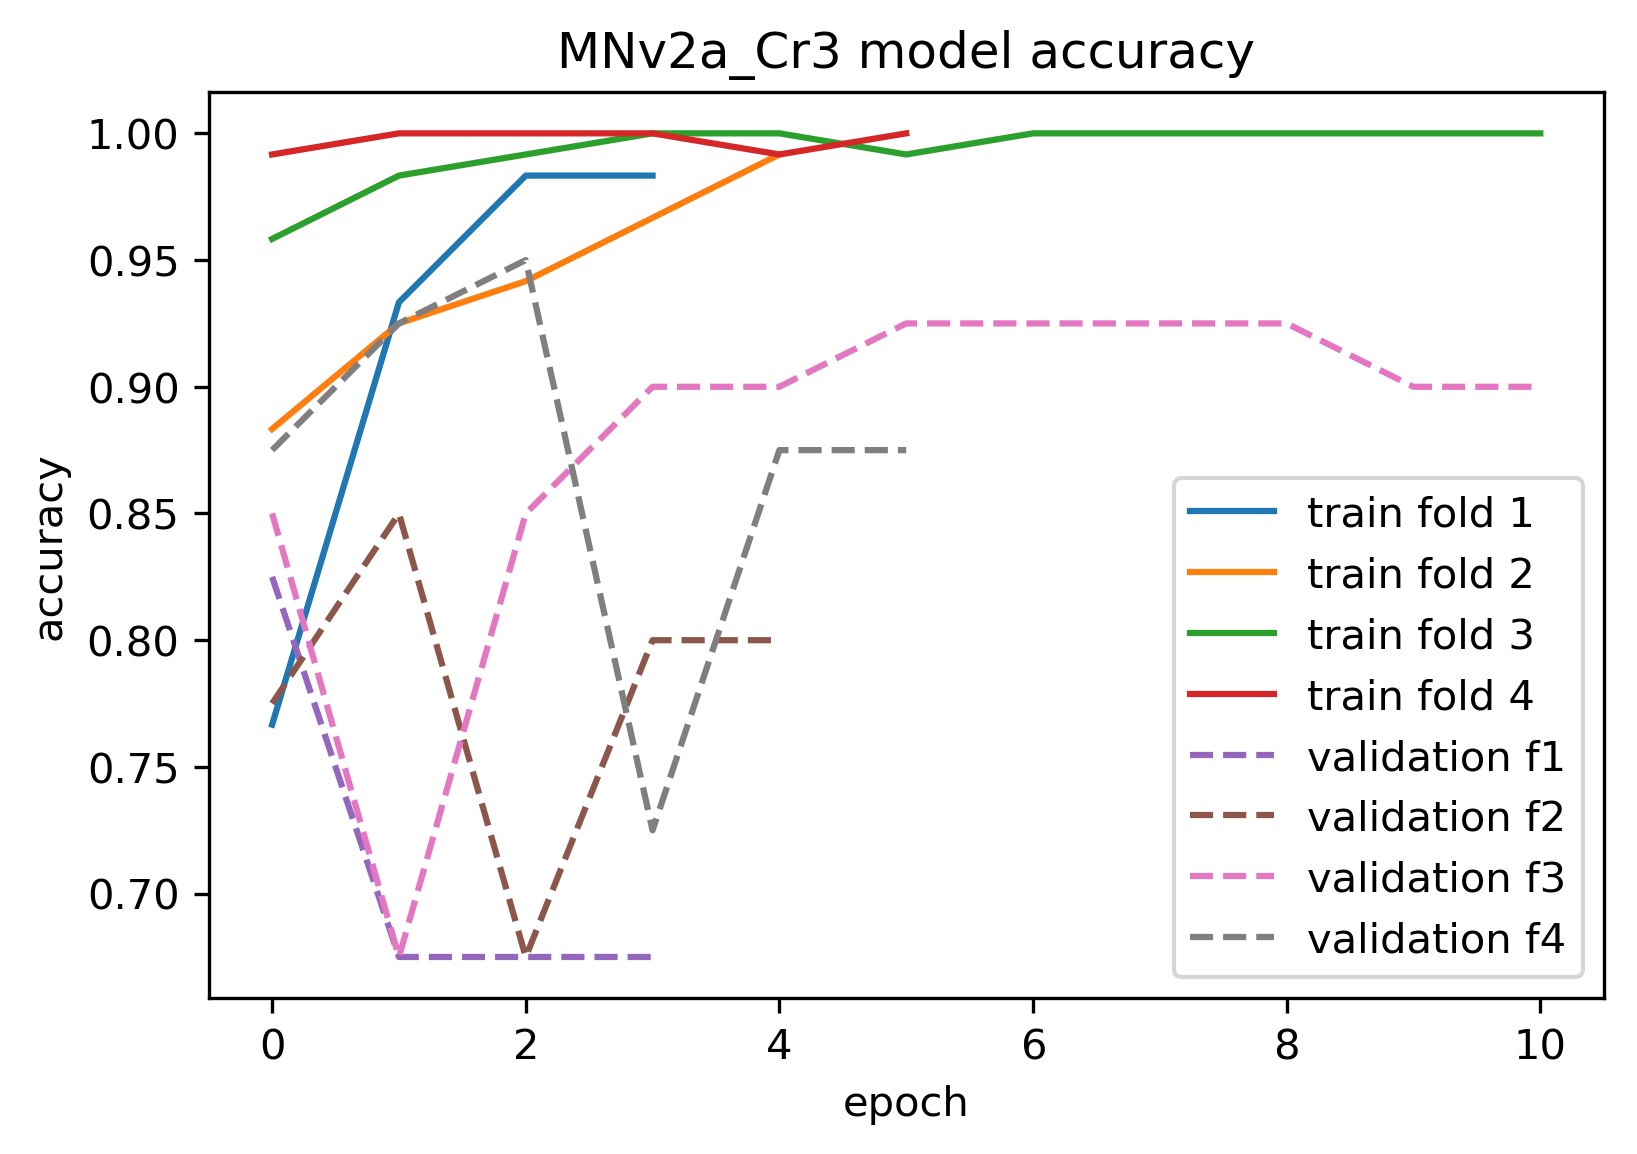 MNv2a_Cr3 model accuracy
1.00
0.95
0.90
0.85
0.80
0.75
0.70
accuracy
train fold 1
train fold 2
train fold 3
train fold 4
validation f1
validation f2
validation f3
validation f4
0 2 4 6 8 10
epoch